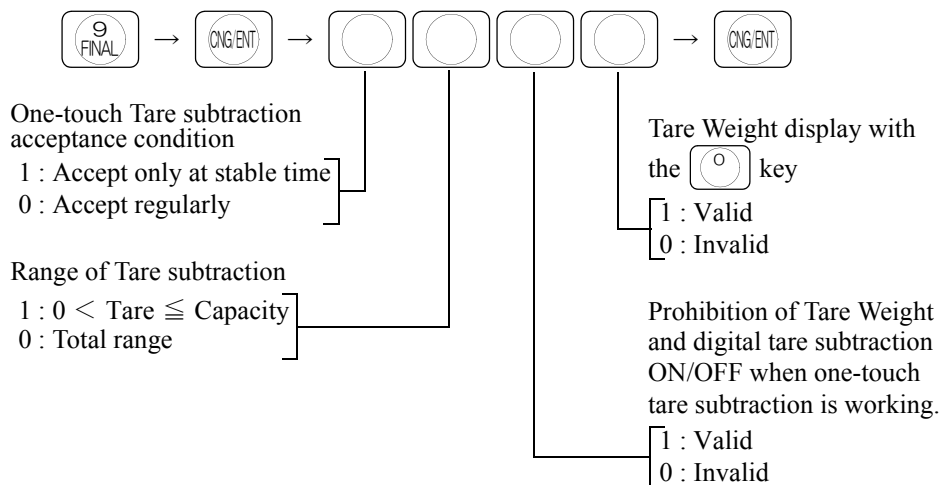 9
FINAL → CNG/ENT → → CNG/ENT
One-touch Tare subtraction
acceptance condition
1 : Accept only at stable time
0 : Accept regularly
Range of Tare subtraction
1 : 0 < Tare ≦ Capacity
0 : Total range
Tare Weight display with
the 0 key
1 : Valid
0 : Invalid
Prohibition of Tare Weight
and digital tare subtraction
ON/OFF when one-touch
tare subtraction is working.
1 : Valid
0 : Invalid